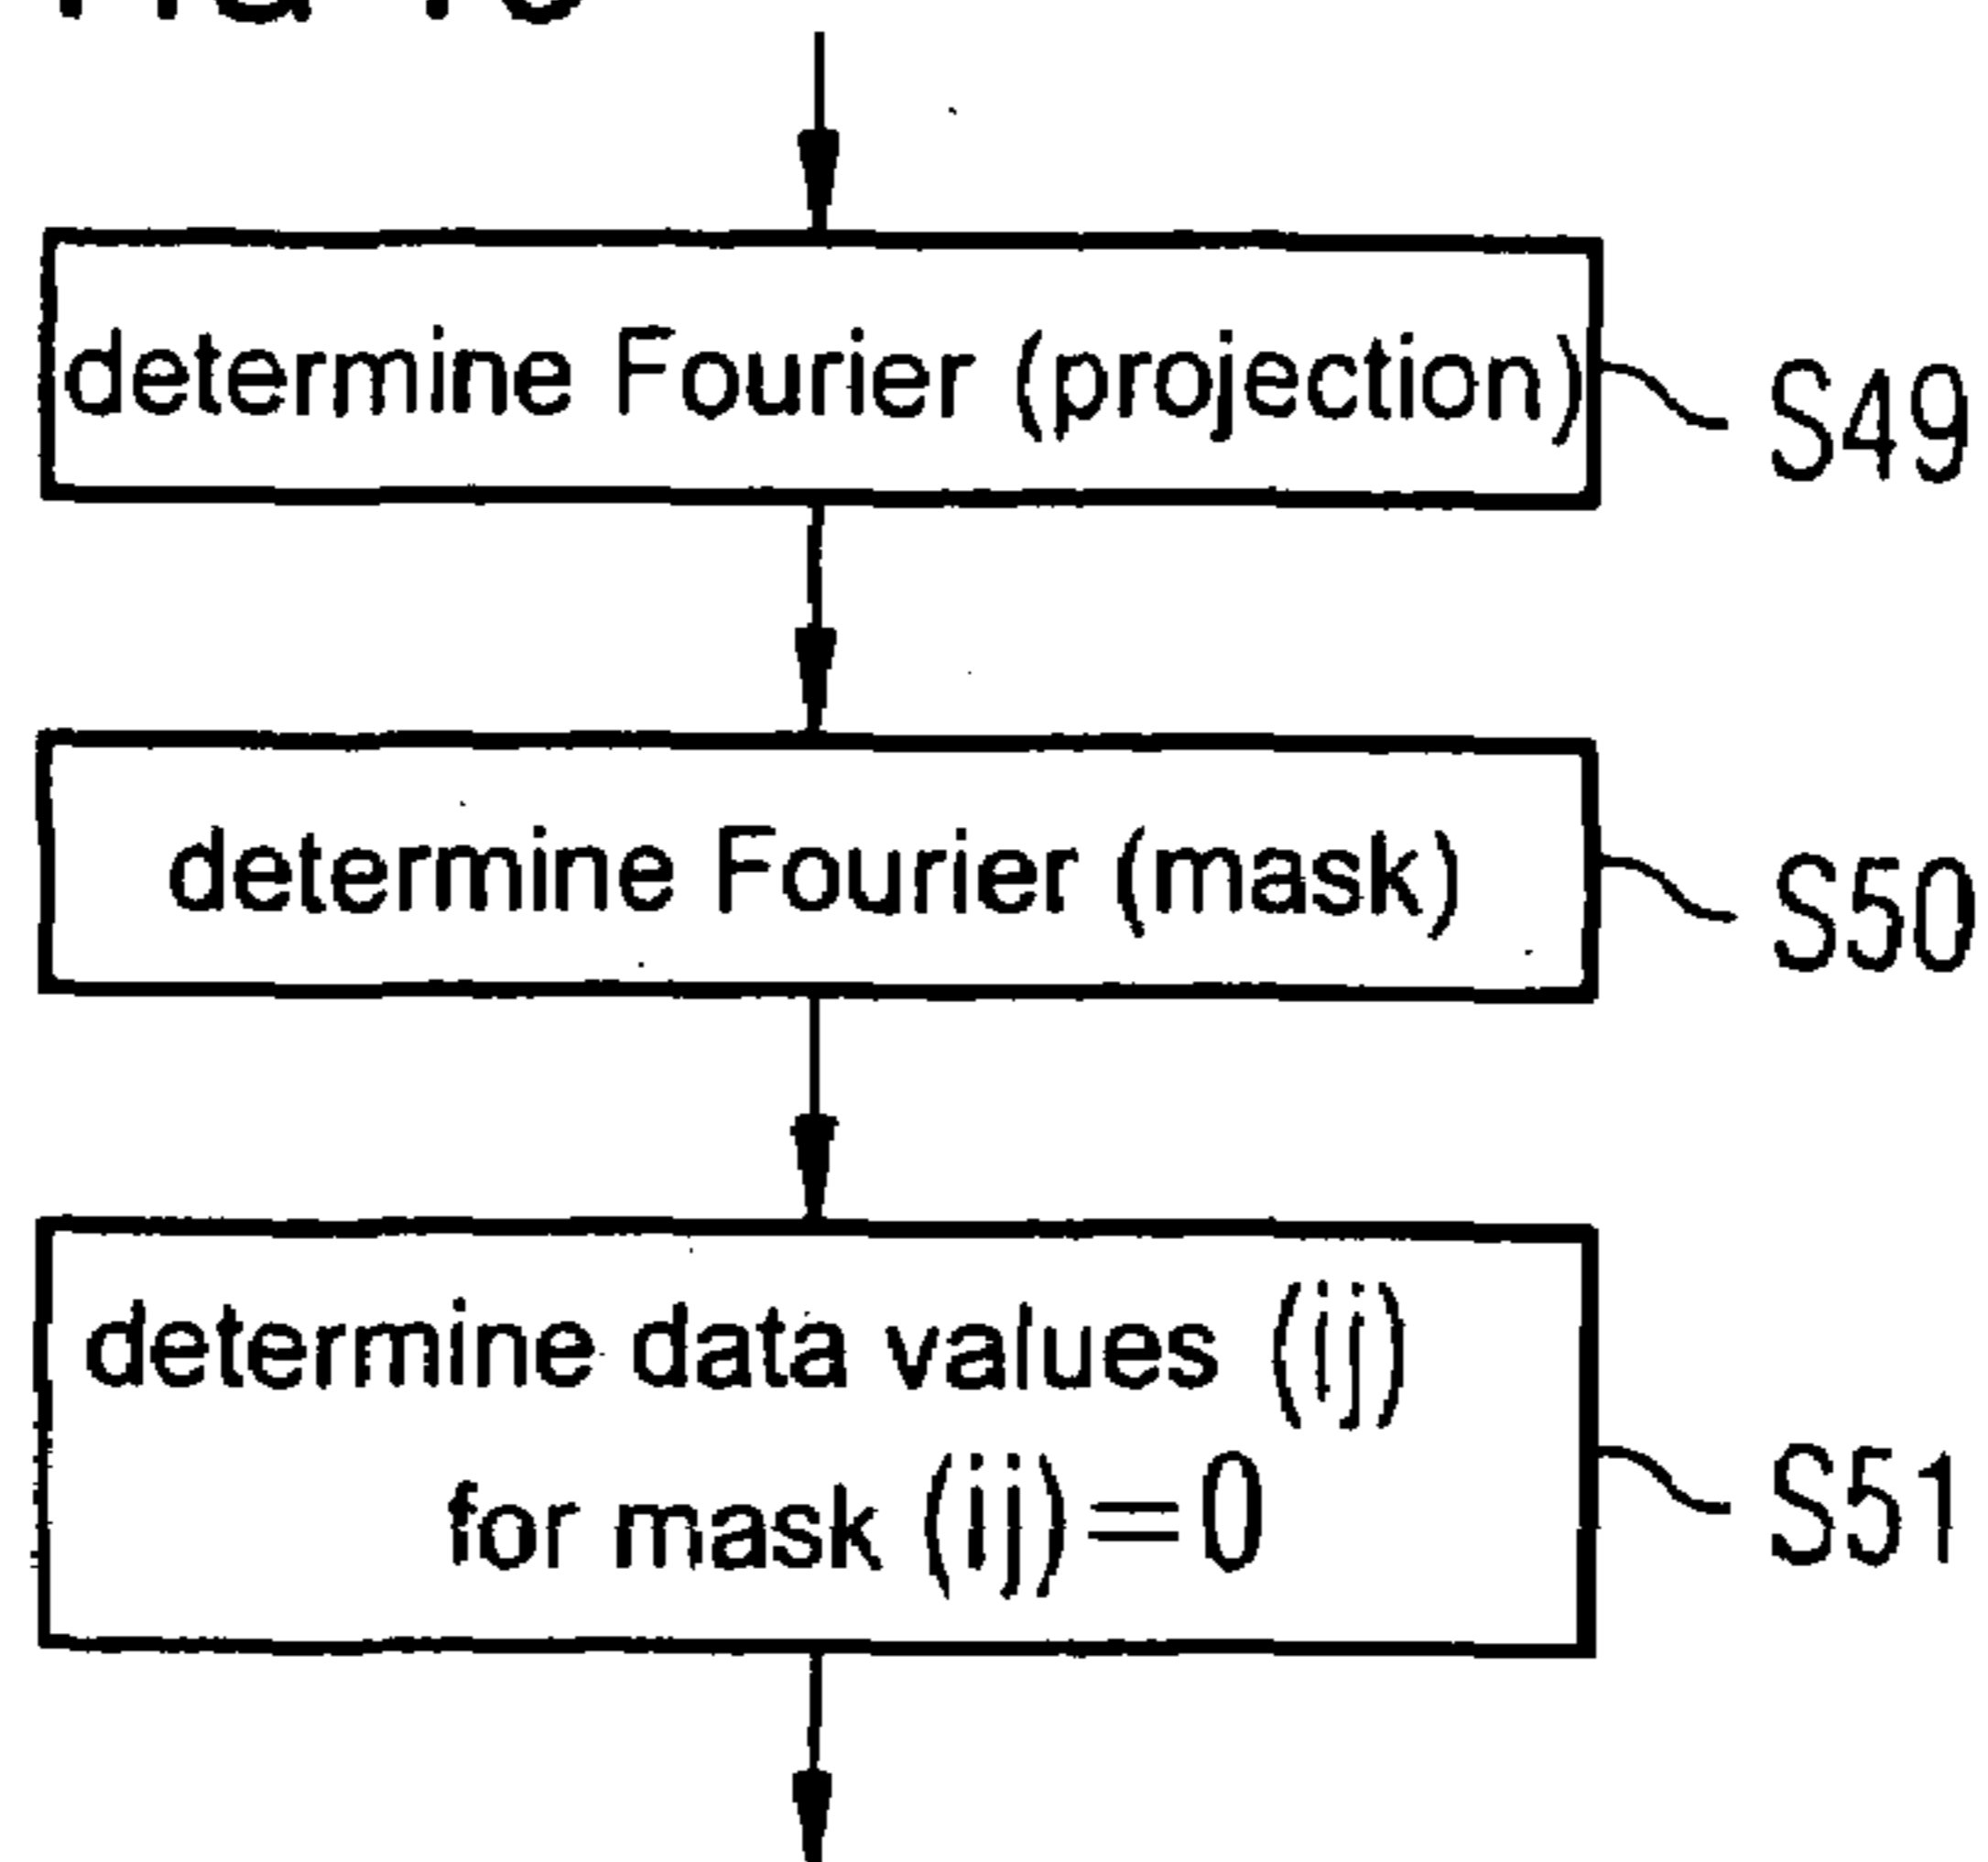 determine Fourier (projection)
S49
determine Fourier (mask)
S50
determine data values (ij)
for mask (ij)=0
S51